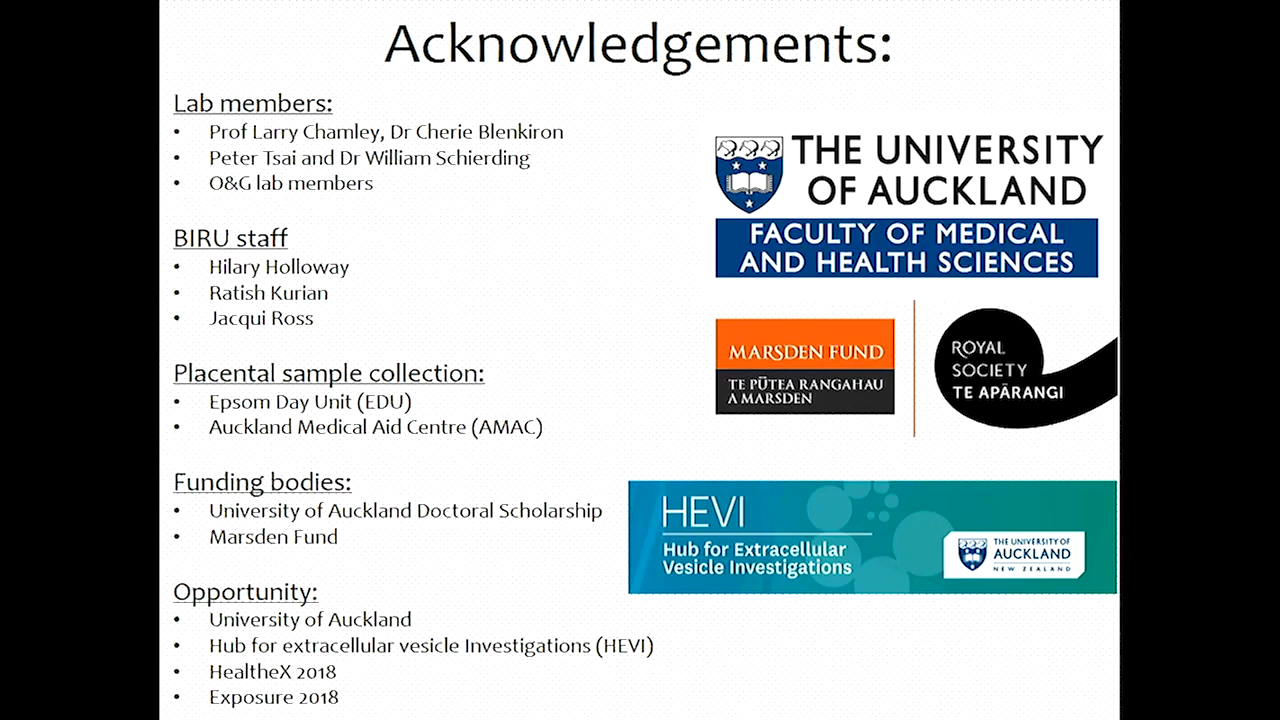 Acknowledgements:
Lab members:
• Prof Larry Chamley, Dr Cherie Blenkiron
• Peter Tsai and Dr William Schierding
• O&G lab members
BIRU staff
• Hilary Holloway
• Ratish Kurian
• Jacqui Ross
Placental sample collection:
• Epsom Day Unit (EDU)
• Auckland Medical Aid Centre (AMAC)
Funding bodies:
• University of Auckland Doctoral Scholarship
• Marsden Fund
Opportunity:
• University of Auckland
• Hub for extracellular vesicle Investigations (HEVI)
• HealtheX 2018
• Exposure 2018
THE UNIVERSITY
OF AUCKLAND
FACULTY OF MEDICAL
AND HEALTH SCIENCES
MARSDEN FUND
TE PŪTEA RANGAHAU
A MARSDEN
ROYAL
SOCIETY
TE APĀRANGI
HEVI
Hub for Extracellular
Vesicle Investigations
THE UNIVERSITY OF
AUCKLAND
NEW ZEALAND